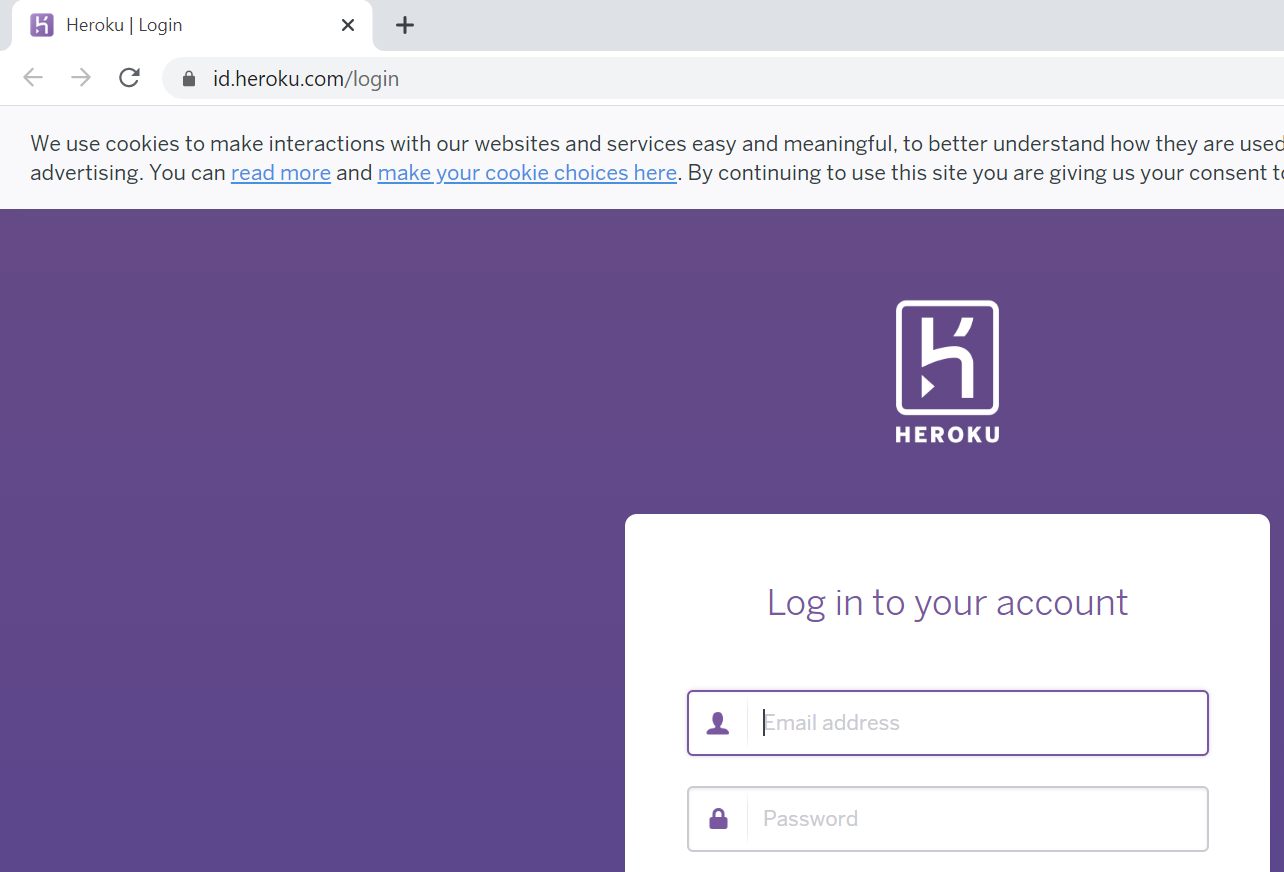 Heroku | Login
id.heroku.com/login
We use cookies to make interactions with our websites and services easy and meaningful, to better understand how they are used
advertising. You can read more and make your cookie choices here. By continuing to use this site you are giving us your consent to
HEROKU
Log in to your account
Email address
Password